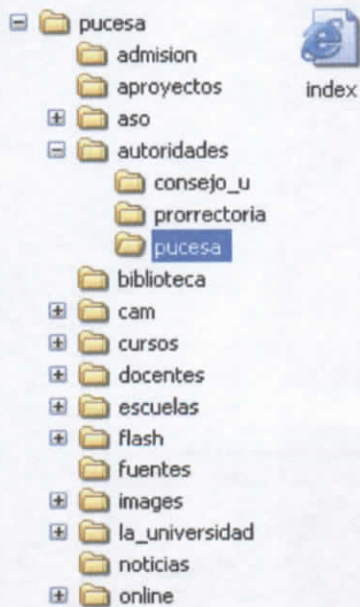 pucesa
admision
aproyectos
aso
autoridades
consejo_u
prorrectoria
pucesa
biblioteca
cam
cursos
docentes
escuelas
flash
fuentes
images
la_universidad
noticias
online
index